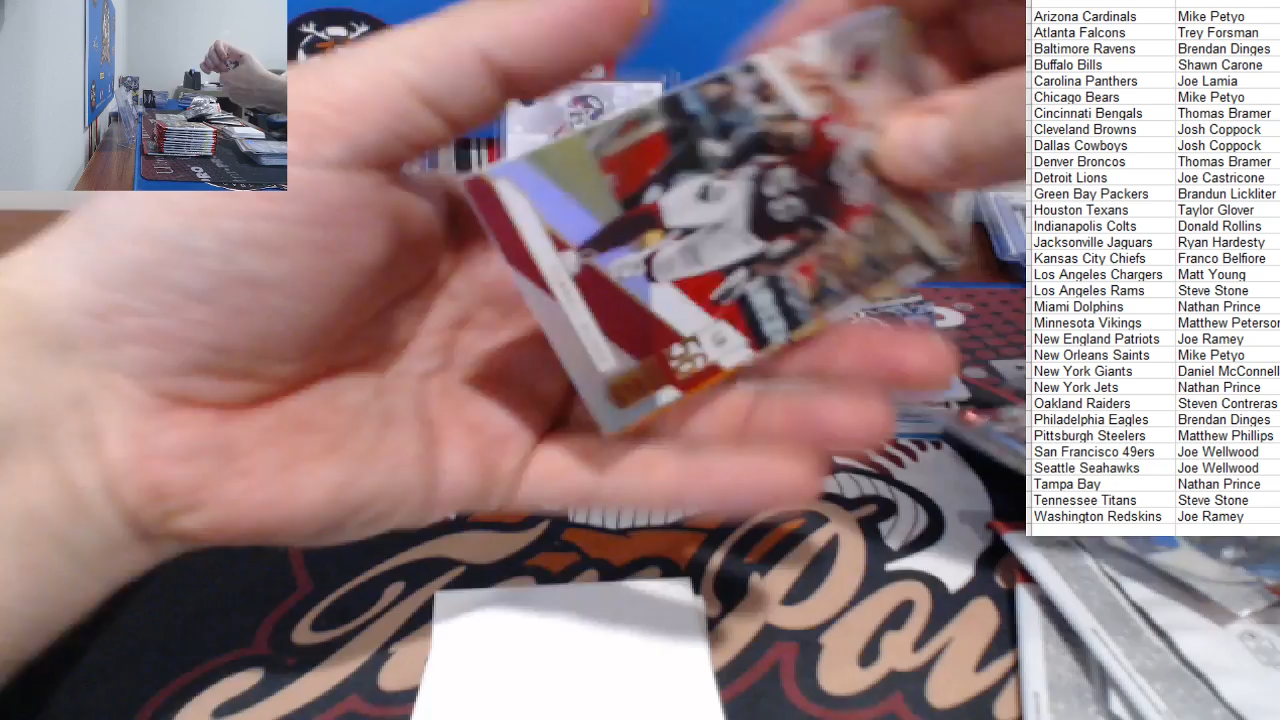 Arizona Cardinals Mike Petyo
Atlanta Falcons Trey Forsman
Baltimore Ravens Brendan Dinges
Buffalo Bills Shawn Carone
Carolina Panthers Joe Lamia
Chicago Bears Mike Petyo
Cincinnati Bengals Thomas Bramer
Cleveland Browns Josh Coppock
Dallas Cowboys Josh Coppock
Denver Broncos Thomas Bramer
Detroit Lions Joe Castricone
Green Bay Packers Brandun Lickliter
Houston Texans Taylor Glover
Indianapolis Colts Donald Rollins
Jacksonville Jaguars Ryan Hardesty
Kansas City Chiefs Franco Belfiore
Los Angeles Chargers Matt Young
Los Angeles Rams Steve Stone
Miami Dolphins Nathan Prince
Minnesota Vikings Matthew Peterso
New England Patriots Joe Ramey
New Orleans Saints Mike Petyo
New York Giants Daniel McConnell
New York Jets Nathan Prince
Oakland Raiders Steven Contreras
Philadelphia Eagles Brendan Dinges
Pittsburgh Steelers Matthew Phillips
San Francisco 49ers Joe Wellwood
Seattle Seahawks Joe Wellwood
Tampa Bay Nathan Prince
Tennessee Titans Steve Stone
Washington Redskins Joe Ramey